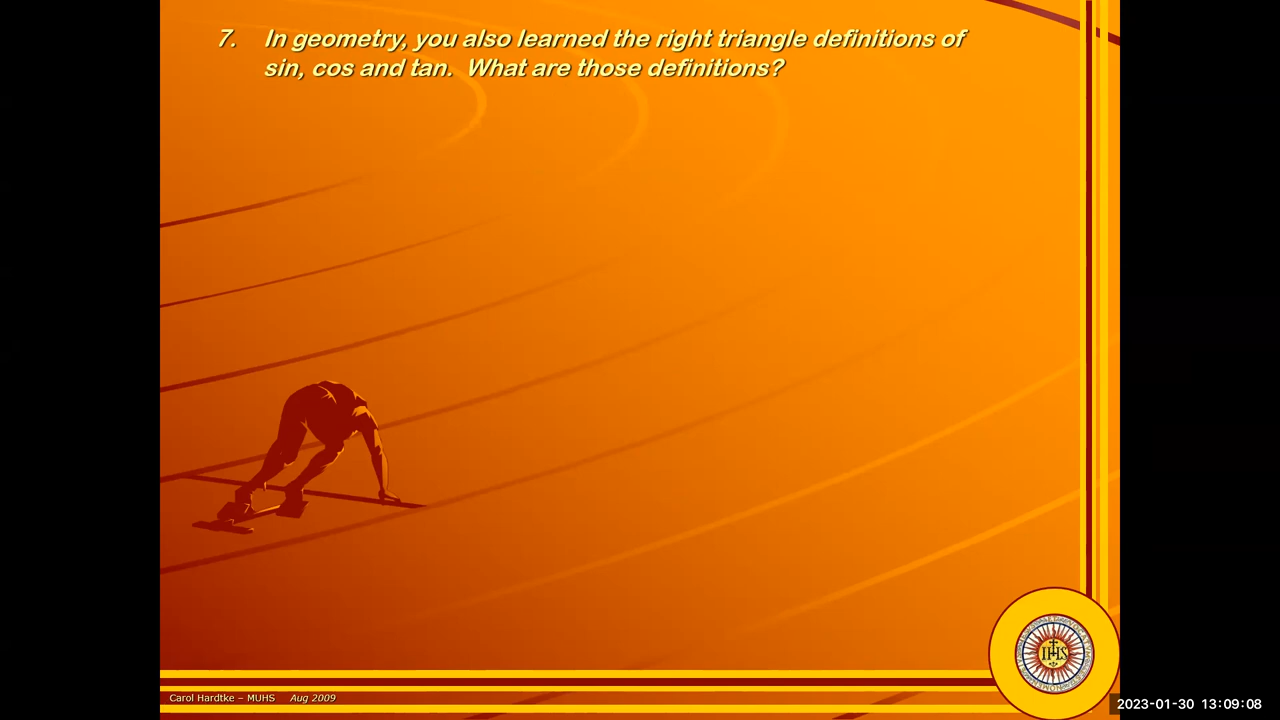 7. In geometry, you also learned the right triangle definitions of
sin, cos and tan. What are those definitions?
IHS
Carol Hardtke – MUHS Aug 2009
2023-01-30 13:09:08